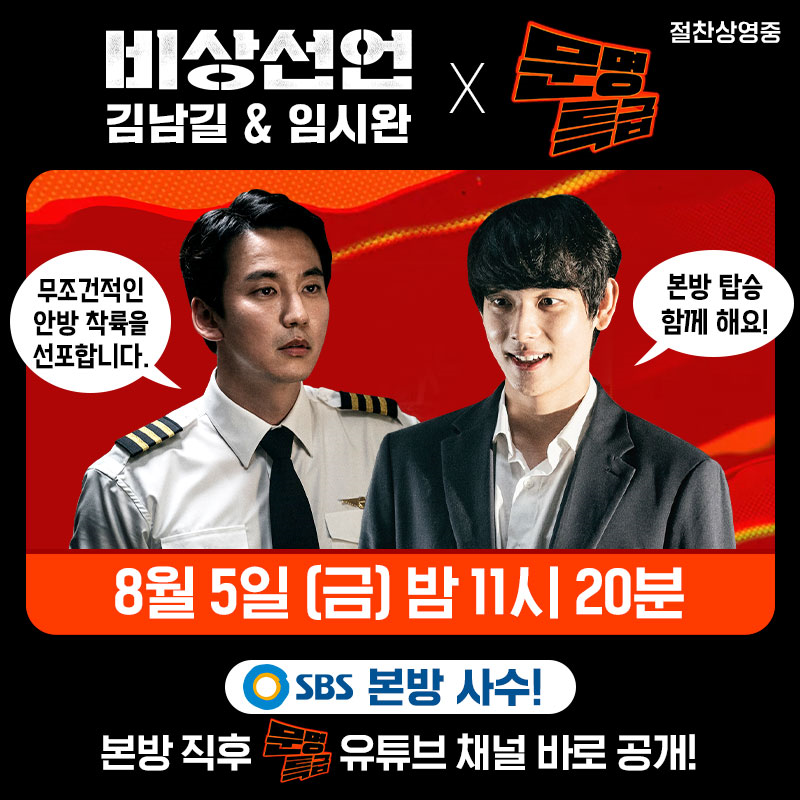 절찬상영중
비상선언
김남길 & 임시완
X
문명
특급
무조건적인
안방 착륙을
선포합니다.
본방 탑승
함께 해요!
8월 5일 (금) 밤 11시 20분
SBS 본방 사수!
본방 직후 문명특급 유튜브 채널 바로 공개!